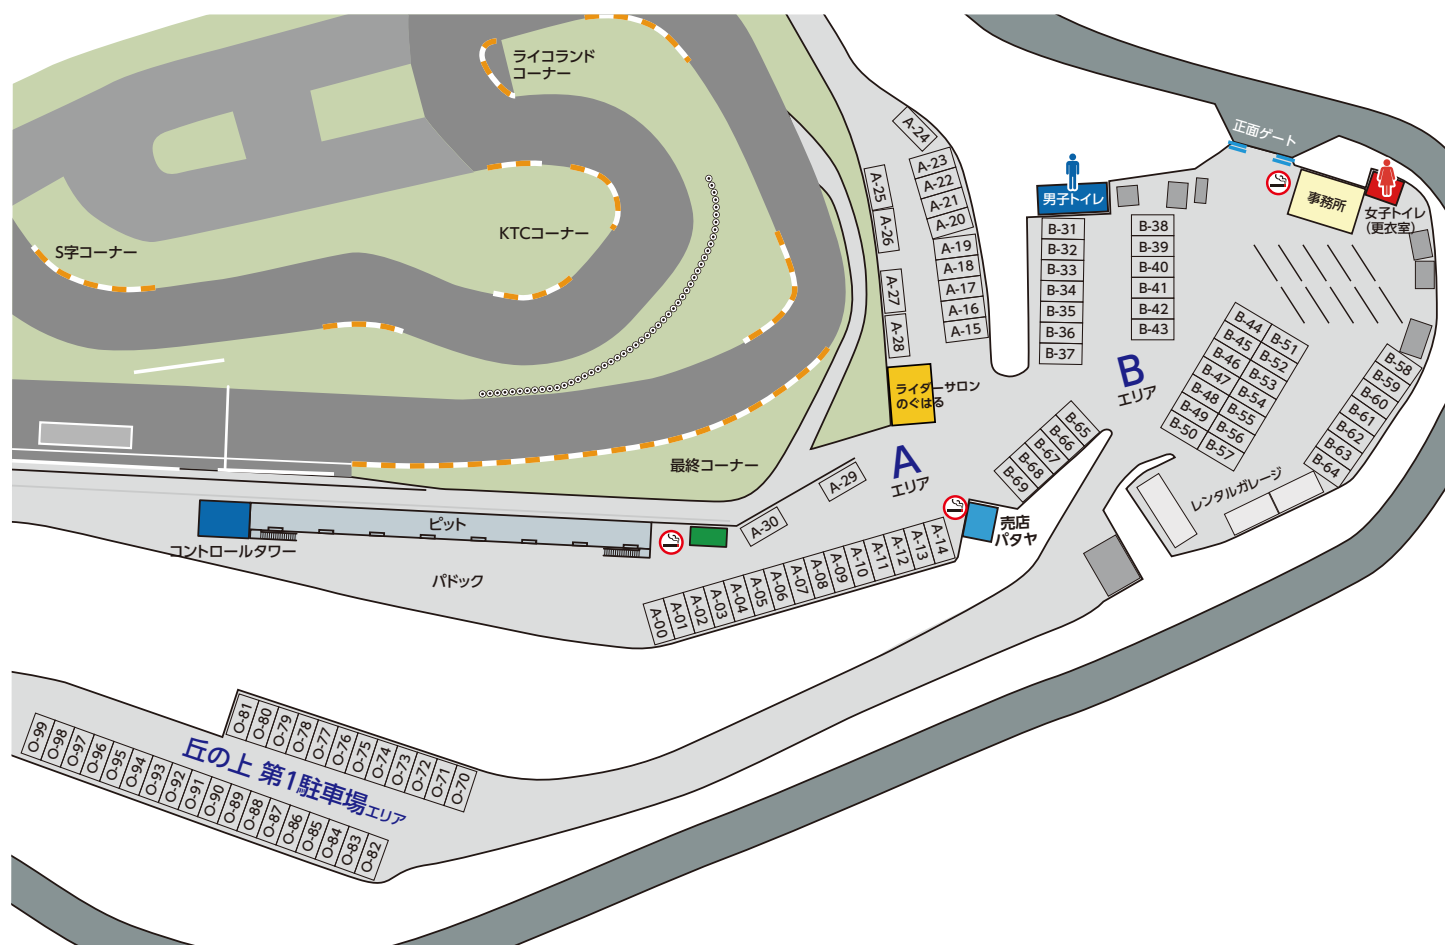 ライコランド
コーナー
KTCコーナー
S字コーナー
最終コーナー
正面ゲート
事務所
女子トイレ
(更衣室)
男子トイレ
A-24
A-23
A-22
A-21
A-20
A-19
A-18
A-17
A-16
A-15
A-25
A-26
A-27
A-28
ライダーサロン
のぐはる
A
エリア
A-29
A-30
B-31
B-32
B-33
B-34
B-35
B-36
B-37
B-38
B-39
B-40
B-41
B-42
B-43
B
エリア
B-44
B-45
B-46
B-47
B-48
B-49
B-50
B-51
B-52
B-53
B-54
B-55
B-56
B-57
B-58
B-59
B-60
B-61
B-62
B-63
B-64
B-65
B-66
B-67
B-68
B-69
レンタルガレージ
売店
パタヤ
ピット
コントロールタワー
パドック
A-00
A-01
A-02
A-03
A-04
A-05
A-06
A-07
A-08
A-09
A-10
A-11
A-12
A-13
A-14
O-81
O-80
O-79
O-78
O-77
O-76
O-75
O-74
O-73
O-72
O-71
O-70
丘の上 第1駐車場エリア
O-99
O-98
O-97
O-96
O-95
O-94
O-93
O-92
O-91
O-90
O-89
O-88
O-87
O-86
O-85
O-84
O-83
O-82